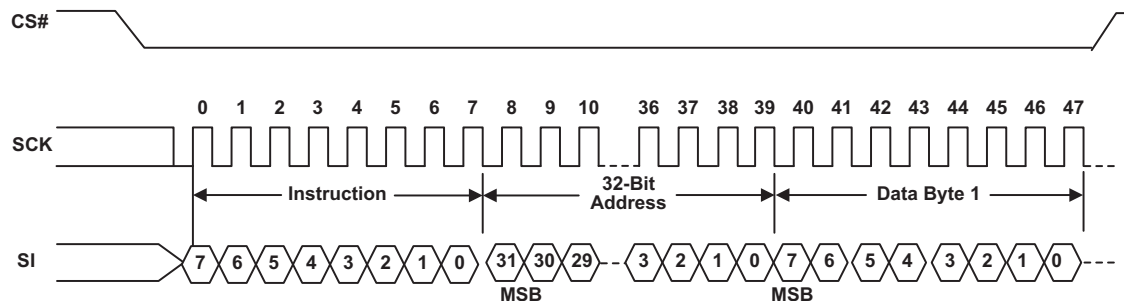 CS#
0 1 2 3 4 5 6 7 8 9 10 36 37 38 39 40 41 42 43 44 45 46 47
SCK
Instruction
32-Bit
Address
Data Byte 1
SI
7 6 5 4 3 2 1 0 31 30 29 3 2 1 0 7 6 5 4 3 2 1 0
MSB MSB